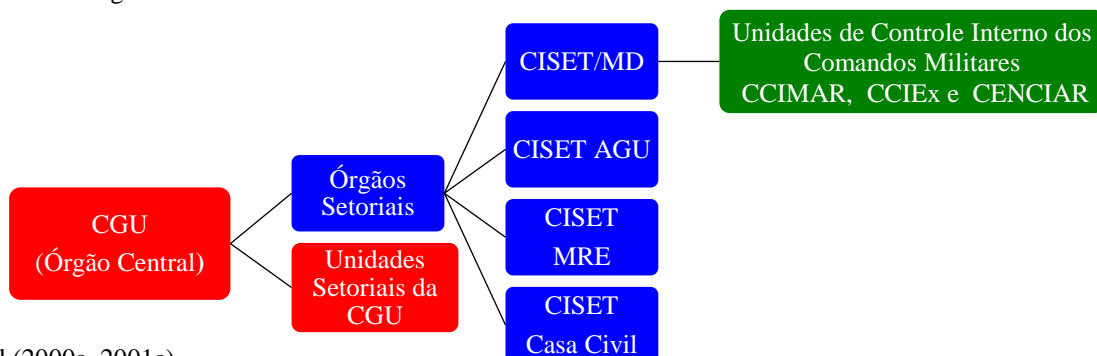 CGU
(Órgão Central)
Órgãos
Setoriais
Unidades
Setoriais da
CGU
CISET/MD
CISET AGU
CISET
MRE
CISET
Casa Civil
Unidades de Controle Interno dos
Comandos Militares
CCIMAR, CCIEx e CENCIAR